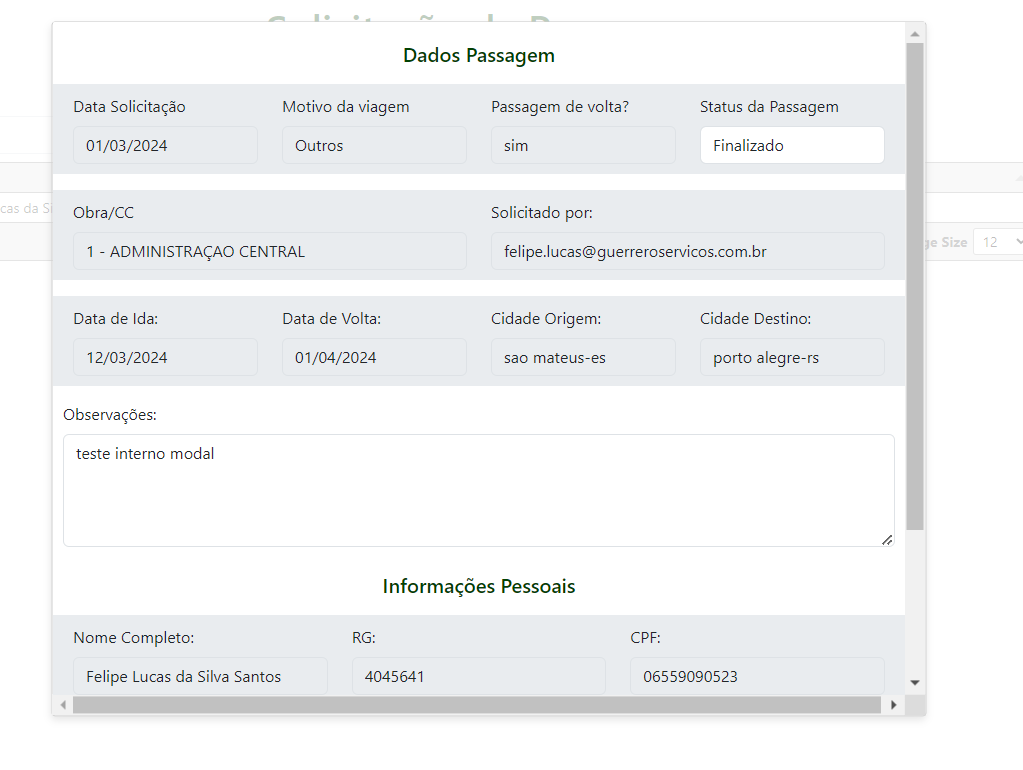 Dados Passagem
Data Solicitação Motivo da viagem Passagem de volta? Status da Passagem
01/03/2024 Outros sim Finalizado
Obra/CC Solicitado por:
1 - ADMINISTRAÇAO CENTRAL felipe.lucas@guerreroservicos.com.br
cas da Si
ge Size 12
Data de Ida: Data de Volta: Cidade Origem: Cidade Destino:
12/03/2024 01/04/2024 sao mateus-es porto alegre-rs
Observações:
teste interno modal
Informações Pessoais
Nome Completo: RG: CPF:
Felipe Lucas da Silva Santos 4045641 06559090523